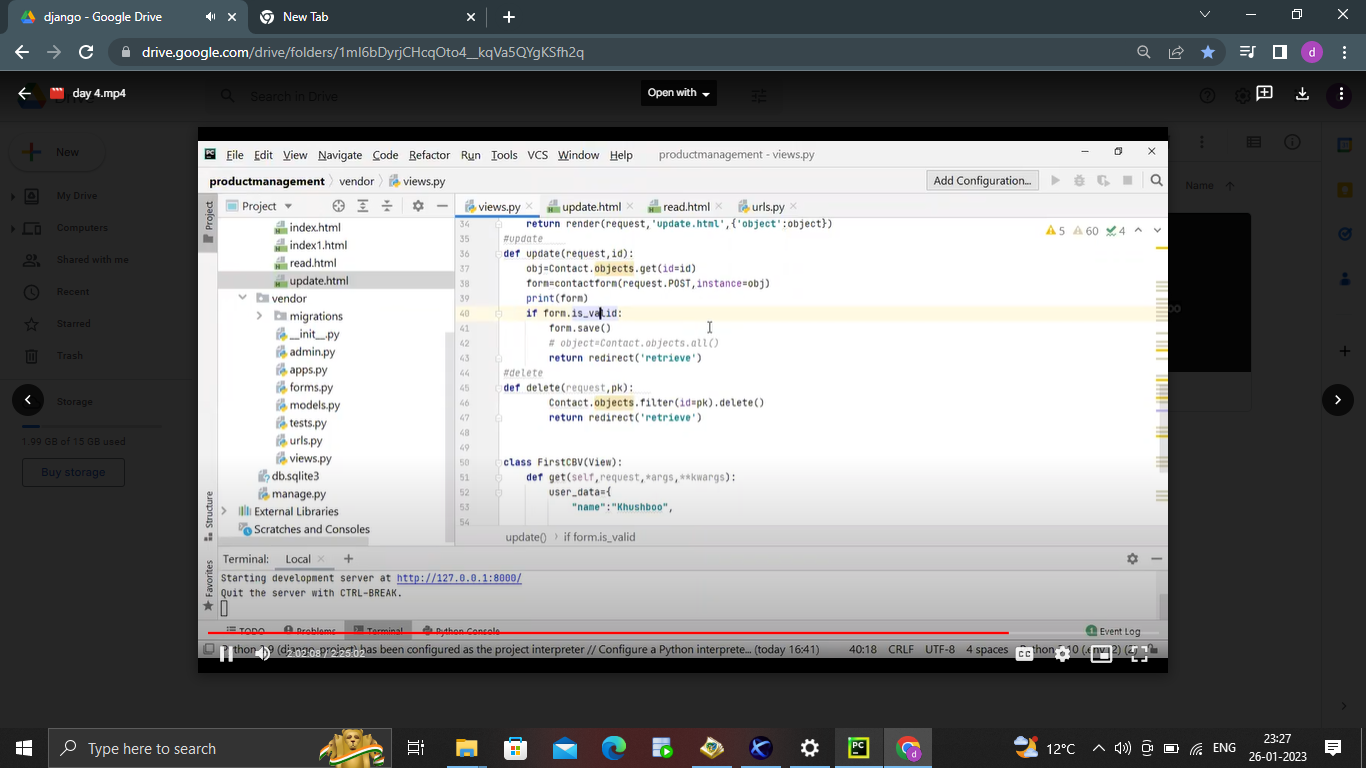 django - Google Drive
New Tab
drive.google.com/drive/folders/1mI6bDyrjCHcqOto4__kqVa5QYgKSfh2q
d
day 4.mp4
Search in Drive
Open with
New
My Drive
Computers
Shared with me
Recent
Starred
Trash
Storage
1.99 GB of 15 GB used
Buy storage
Name
File Edit View Navigate Code Refactor Run Tools VCS Window Help
productmanagement - views.py
productmanagement vendor views.py
Add Configuration...
Project
Project
views.py
update.html
read.html
urls.py
index.html
index1.html
read.html
update.html
vendor
migrations
__init__.py
admin.py
apps.py
forms.py
models.py
tests.py
urls.py
views.py
db.sqlite3
manage.py
External Libraries
Scratches and Consoles
Structure
Favorites
5 60 4
34 return render(request,'update.html',{'object':object})
35 #update
36 def update(request,id):
37 obj=Contact.objects.get(id=id)
38 form=contactform(request.POST,instance=obj)
39 print(form)
40 if form.is_valid:
41 form.save()
42 # object=Contact.objects.all()
43 return redirect('retrieve')
44 #delete
45 def delete(request,pk):
46 Contact.objects.filter(id=pk).delete()
47 return redirect('retrieve')
48
49
50 class FirstCBV(View):
51 def get(self,request,*args,**kwargs):
52 user_data={
53 "name":"Khushboo",
54
update() if form.is_valid
Terminal: Local
Starting development server at http://127.0.0.1:8000/
Quit the server with CTRL-BREAK.
TODO Problems Terminal Python Console
Event Log
Python 3.9 (django project) has been configured as the project interpreter // Configure a Python interprete... (today 16:41)
40:18 CRLF UTF-8 4 spaces
2:02:08 / 2:25:02
CC
Type here to search
12°C
ENG
23:27
26-01-2023